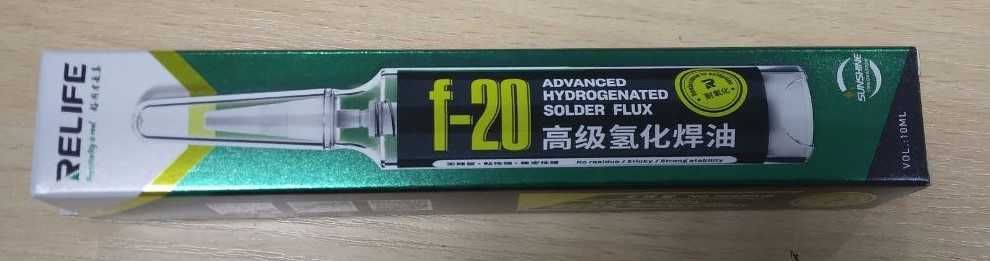 RELIFE
f-20
ADVANCED
HYDROGENATED
SOLDER FLUX
高级氢化焊油
No residue / Sticky / Strong stability
SUNSHINE
VOL.:10ML